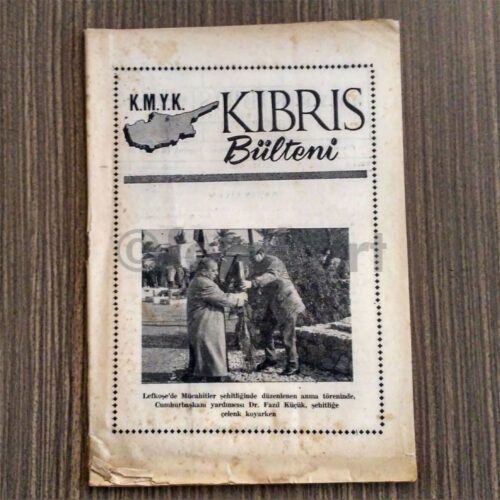 K.M.Y.K.
KIBRIS
Bülteni
Lefkoşe'de Mücahitler şehitliğinde düzenlenen anma töreninde,
Cumhurbaşkanı yardımcısı Dr. Fazıl Küçük, şehitliğe
çelenk koyarken